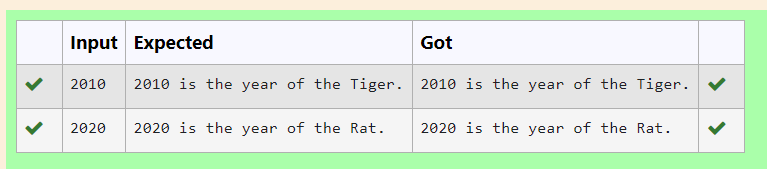 Input Expected Got
2010 2010 is the year of the Tiger. 2010 is the year of the Tiger.
2020 2020 is the year of the Rat. 2020 is the year of the Rat.